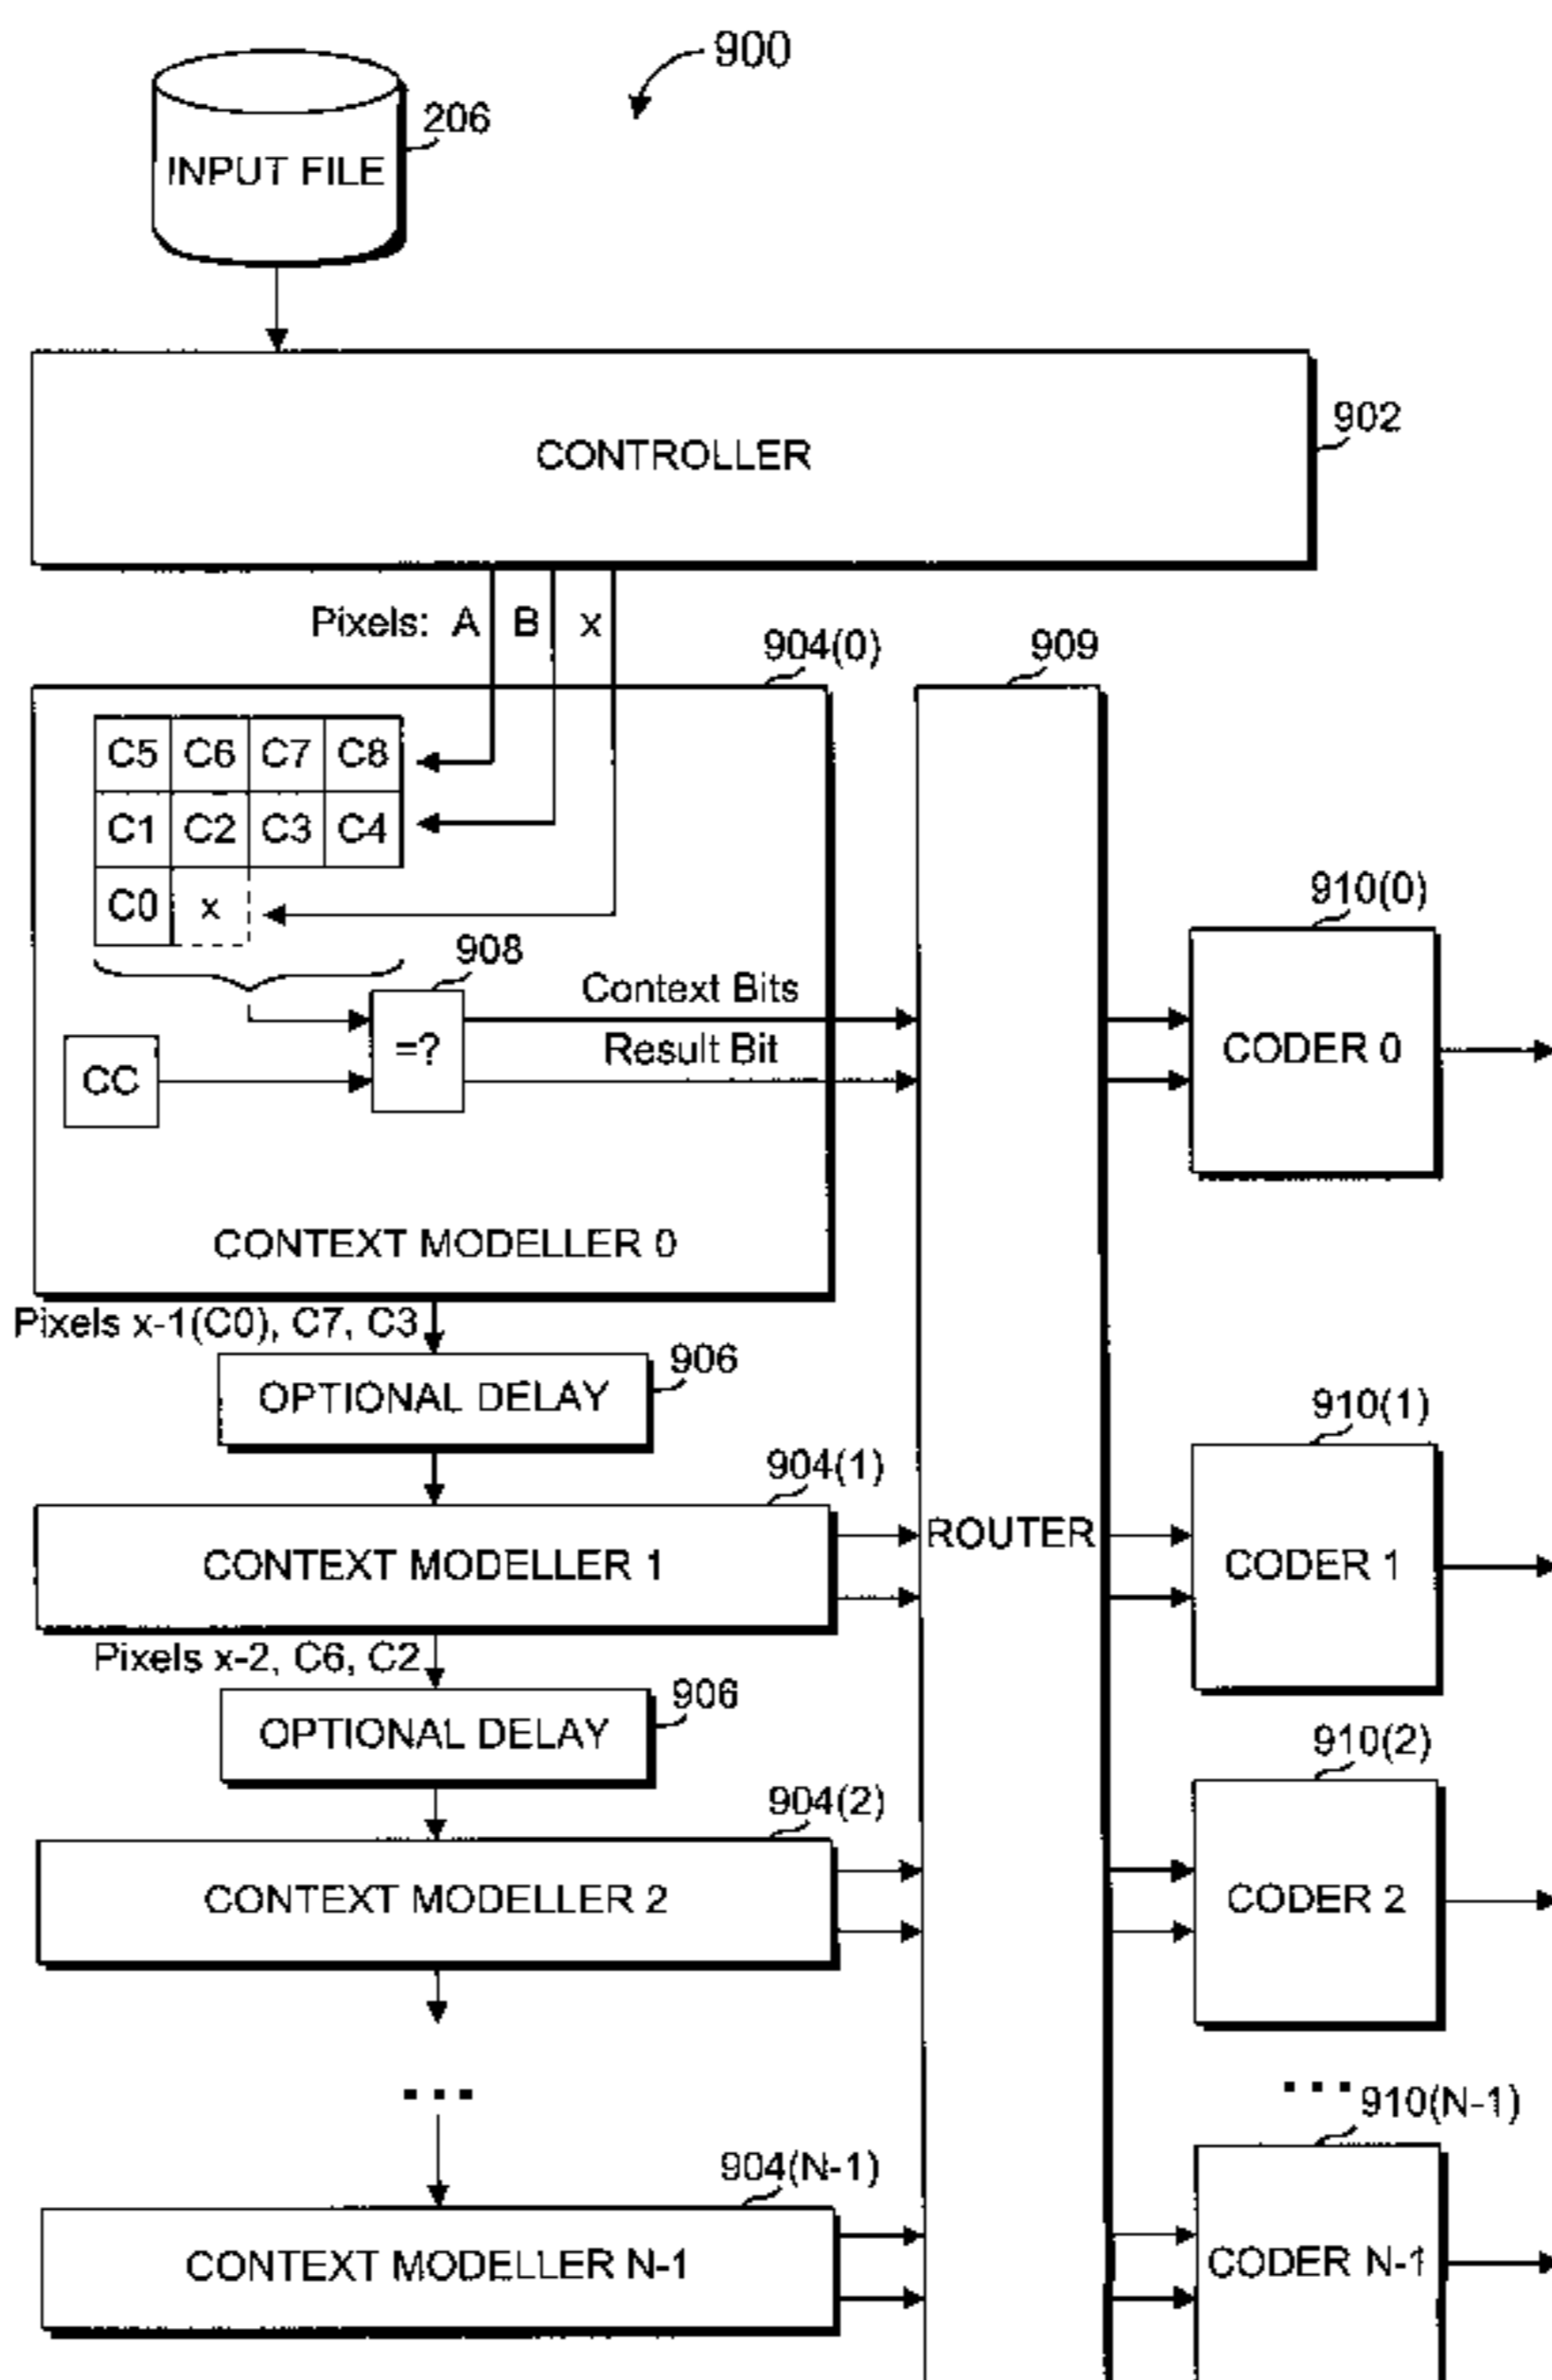 900
206
INPUT FILE
902
CONTROLLER
Pixels: A B x
904(0)
909
C5 C6 C7 C8
C1 C2 C3 C4
C0 x
910(0)
908
Context Bits
=?
Result Bit
CC
CODER 0
CONTEXT MODELLER 0
Pixels x-1(C0), C7, C3
906
OPTIONAL DELAY
910(1)
904(1)
ROUTER
CONTEXT MODELLER 1
CODER 1
Pixels x-2, C6, C2
906
OPTIONAL DELAY
910(2)
904(2)
CONTEXT MODELLER 2
CODER 2
...
... 910(N-1)
904(N-1)
CONTEXT MODELLER N-1
CODER N-1